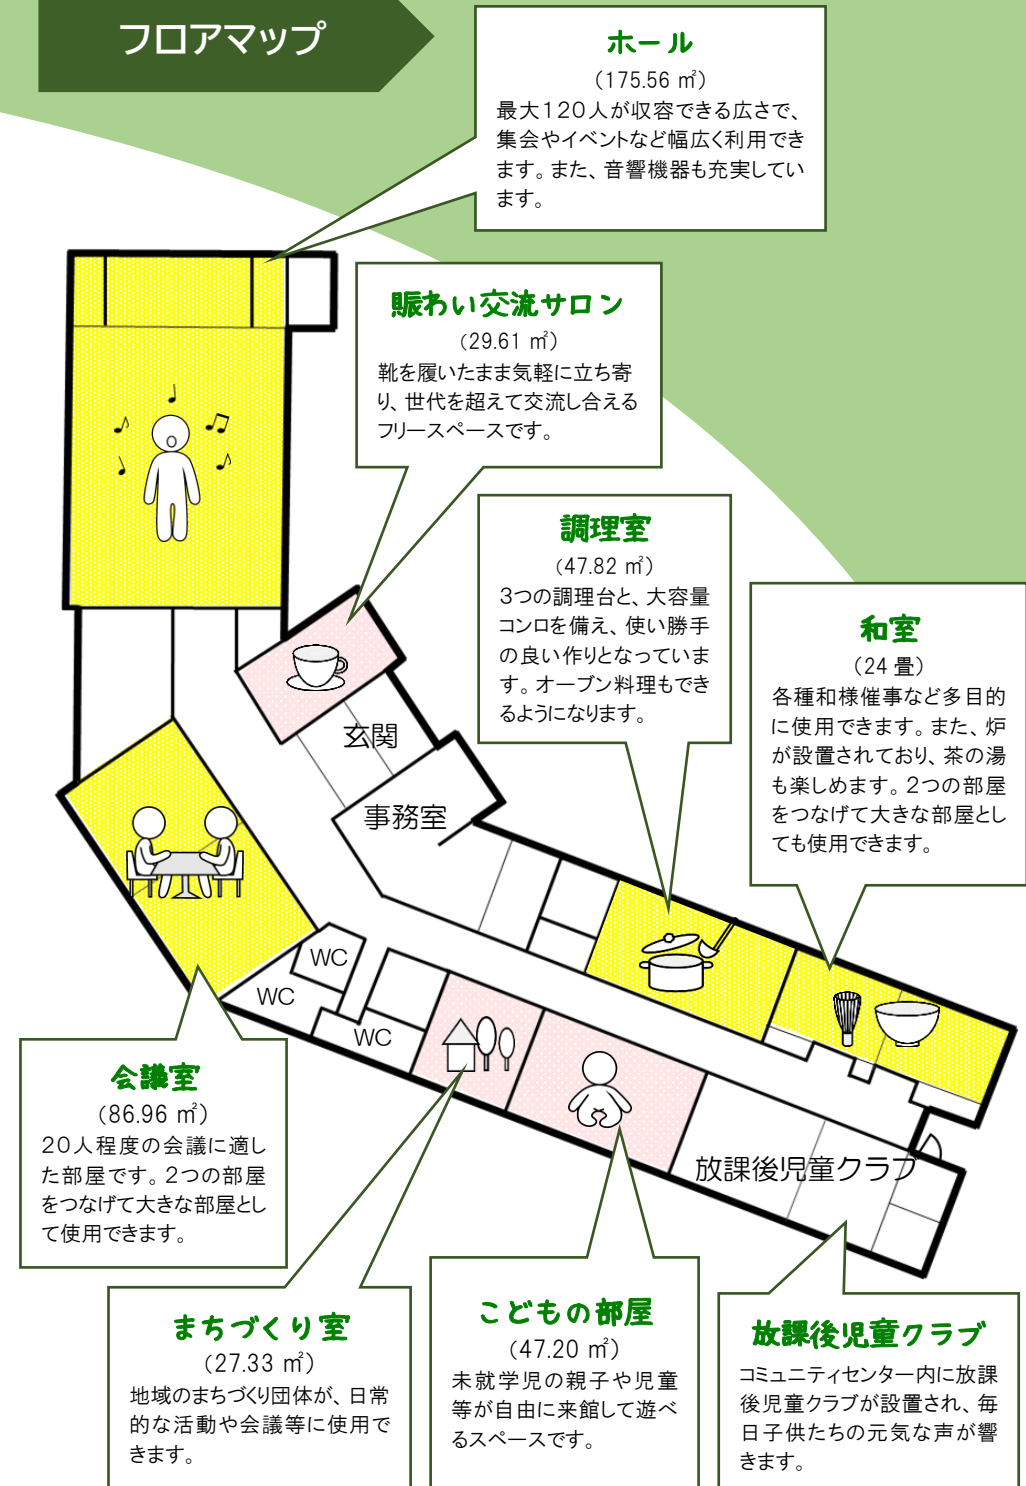 フロアマップ
ホール
（175.56 ㎡）
最大120人が収容できる広さで、
集会やイベントなど幅広く利用でき
ます。また、音響機器も充実してい
ます。
賑わい交流サロン
（29.61 ㎡）
靴を履いたまま気軽に立ち寄
り、世代を超えて交流し合える
フリースペースです。
調理室
（47.82 ㎡）
3つの調理台と、大容量
コンロを備え、使い勝手
の良い作りとなっていま
す。オーブン料理もでき
るようになります。
和室
（24 畳）
各種和様催事など多目的
に使用できます。また、炉
が設置されており、茶の湯
も楽しめます。2つの部屋
をつなげて大きな部屋とし
ても使用できます。
玄関
事務室
WC
WC
WC
放課後児童クラブ
会議室
（86.96 ㎡）
20人程度の会議に適し
た部屋です。2つの部屋
をつなげて大きな部屋とし
て使用できます。
まちづくり室
（27.33 ㎡）
地域のまちづくり団体が、日常
的な活動や会議等に使用で
きます。
こどもの部屋
（47.20 ㎡）
未就学児の親子や児童
等が自由に来館して遊べ
るスペースです。
放課後児童クラブ
コミュニティセンター内に放課
後児童クラブが設置され、毎
日子供たちの元気な声が響
きます。